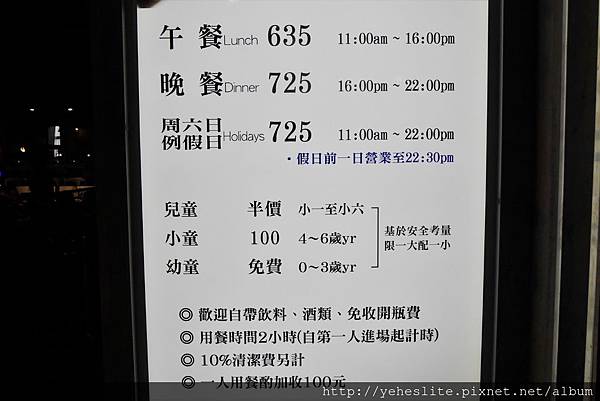 午餐Lunch 635 11:00am ~ 16:00pm
晚餐Dinner 725 16:00pm ~ 22:00pm
周六日
例假日Holidays 725 11:00am ~ 22:00pm
・假日前一日營業至22:30pm
兒童 半價 小一至小六
小童 100 4～6歲yr
幼童 免費 0～3歲yr
基於安全考量
限一大配一小
◎ 歡迎自帶飲料、酒類、免收開瓶費
◎ 用餐時間2小時(自第一人進場起計時)
◎ 10%清潔費另計
◎ 一人用餐酌加收100元
http://yeheslite.pixnet.net/album